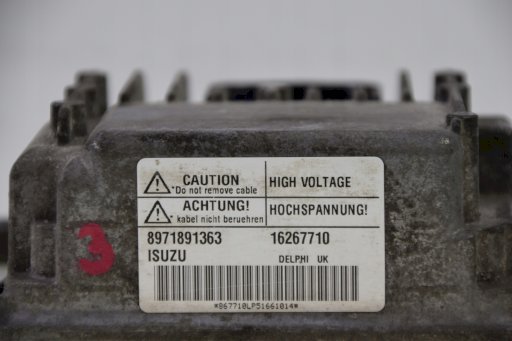 CAUTION HIGH VOLTAGE
*Do not remove cable
ACHTUNG! HOCHSPANNUNG!
* kabel nicht beruehren
8971891363 16267710
ISUZU DELPHI UK
*867710LP51661014*
3